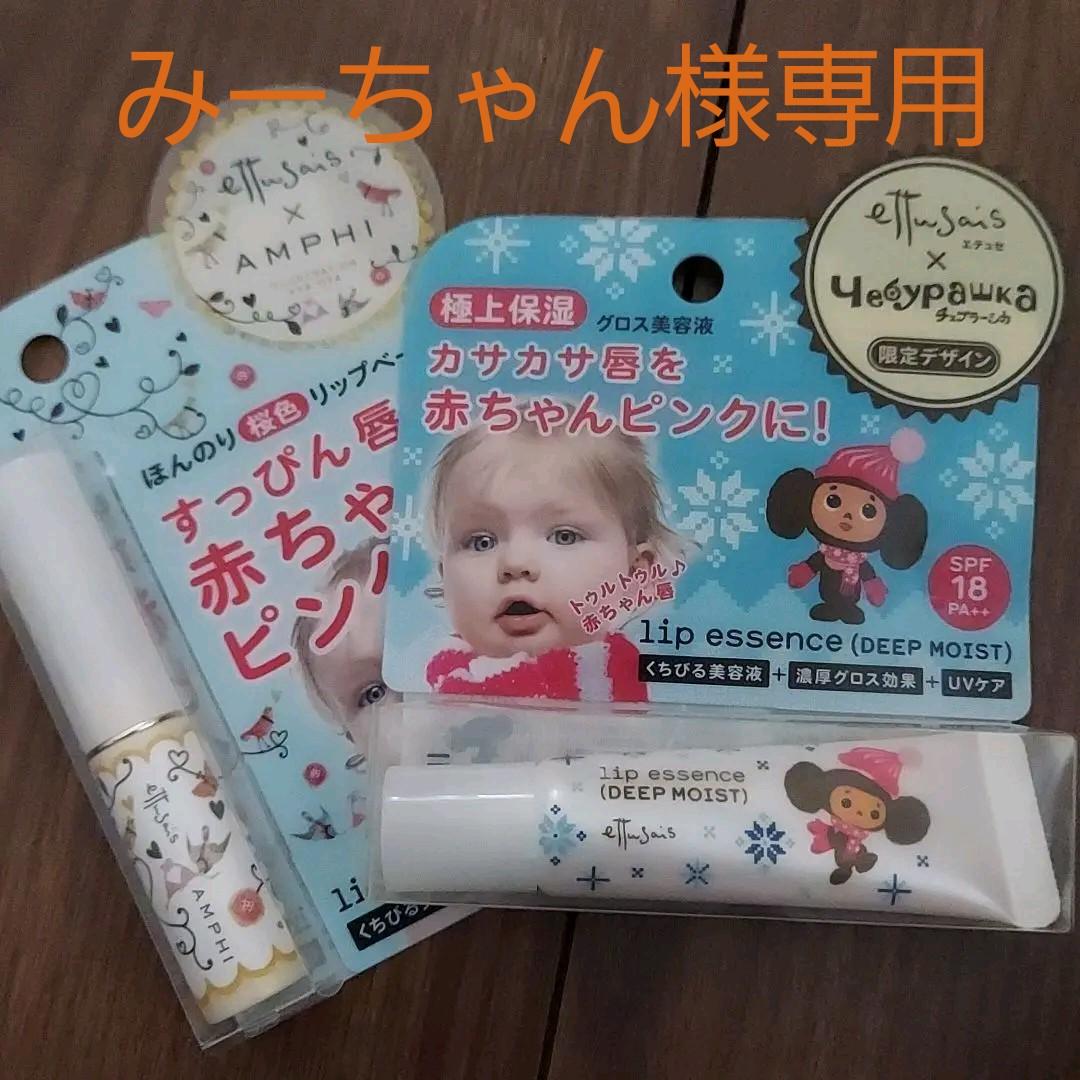 みーちゃん様専用
ettusais
×
AMPHI
ほんのり 桜色 リップベー
すっぴん唇
赤ちゃ
ピン
ettusais
エテュセ
×
Чебурашка
チェブラーシカ
限定デザイン
極上保湿 グロス美容液
カサカサ唇を
赤ちゃんピンクに!
トゥルトゥル♪
赤ちゃん唇
SPF
18
PA++
lip essence (DEEP MOIST)
くちびる美容液 + 濃厚グロス効果 + UVケア
lip essence
(DEEP MOIST)
ettusais
ettusais
AMPHI
li
くちびる